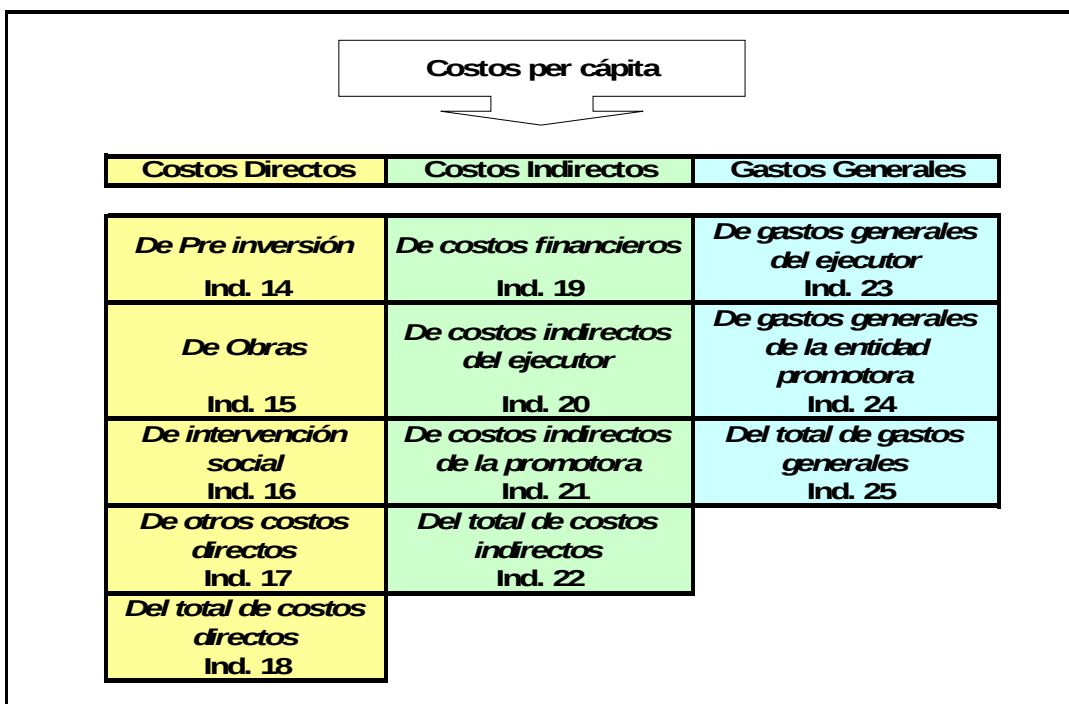 Costos per cápita
Costos Directos
Costos Indirectos
Gastos Generales
De Pre inversión
Ind. 14
De costos financieros
Ind. 19
De gastos generales
del ejecutor
Ind. 23
De Obras
Ind. 15
De costos indirectos
del ejecutor
Ind. 20
De gastos generales
de la entidad
promotora
Ind. 24
De intervención
social
Ind. 16
De costos indirectos
de la promotora
Ind. 21
Del total de gastos
generales
Ind. 25
De otros costos
directos
Ind. 17
Del total de costos
indirectos
Ind. 22
Del total de costos
directos
Ind. 18